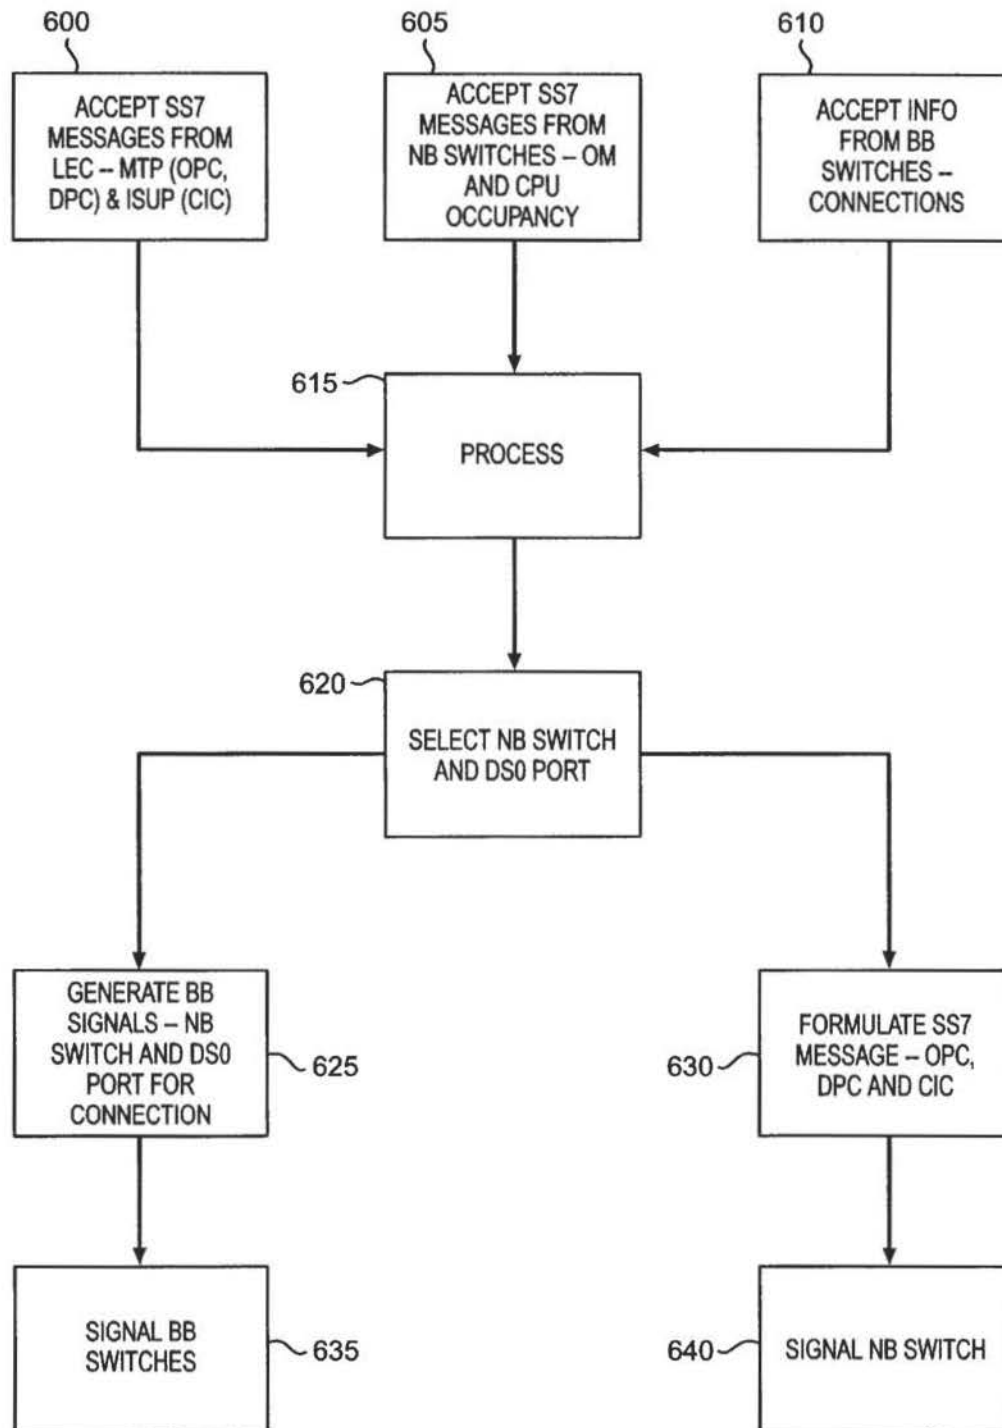 600
605
610
ACCEPT SS7
MESSAGES FROM
LEC – MTP (OPC,
DPC) & ISUP (CIC)
ACCEPT SS7
MESSAGES FROM
NB SWITCHES – OM
AND CPU
OCCUPANCY
ACCEPT INFO
FROM BB
SWITCHES –
CONNECTIONS
615
PROCESS
620
SELECT NB SWITCH
AND DS0 PORT
GENERATE BB
SIGNALS – NB
SWITCH AND DS0
PORT FOR
CONNECTION
625
630
FORMULATE SS7
MESSAGE – OPC,
DPC AND CIC
SIGNAL BB
SWITCHES
635
640
SIGNAL NB SWITCH